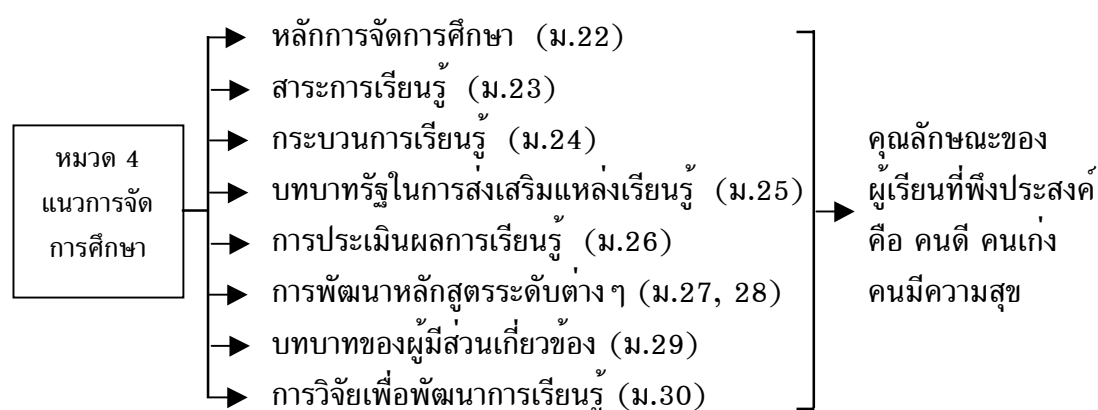 หมวด 4
แนวการจัด
การศึกษา
หลักการจัดการศึกษา (ม.22)
สาระการเรียนรู้ (ม.23)
กระบวนการเรียนรู้ (ม.24)
บทบาทรัฐในการส่งเสริมแหล่งเรียนรู้ (ม.25)
การประเมินผลการเรียนรู้ (ม.26)
การพัฒนาหลักสูตรระดับต่างๆ (ม.27, 28)
บทบาทของผู้มีส่วนเกี่ยวข้อง (ม.29)
การวิจัยเพื่อพัฒนาการเรียนรู้ (ม.30)
คุณลักษณะของ
ผู้เรียนที่พึงประสงค์
คือ คนดี คนเก่ง
คนมีความสุข